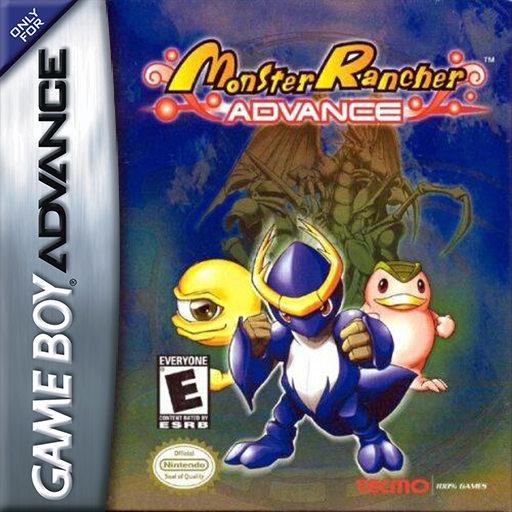 ONLY
FOR
GAME BOY ADVANCE
®
Monster Rancher
™
ADVANCE
EVERYONE
E
CONTENT RATED BY
ESRB
Official
Nintendo
Seal of Quality
TECMO
100% GAMES